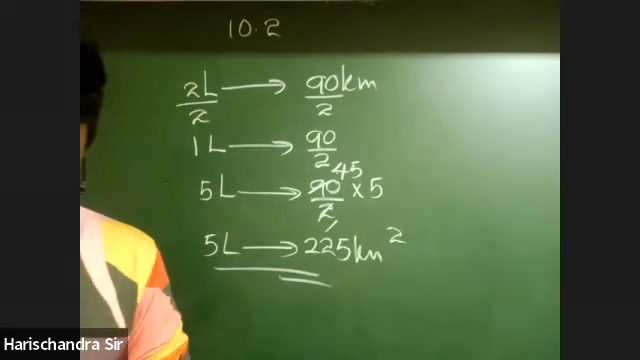 10.2
2L/2 → 90km/2
1L → 90/2
45
5L → 90/2 × 5
5L → 225km²
Harischandra Sir